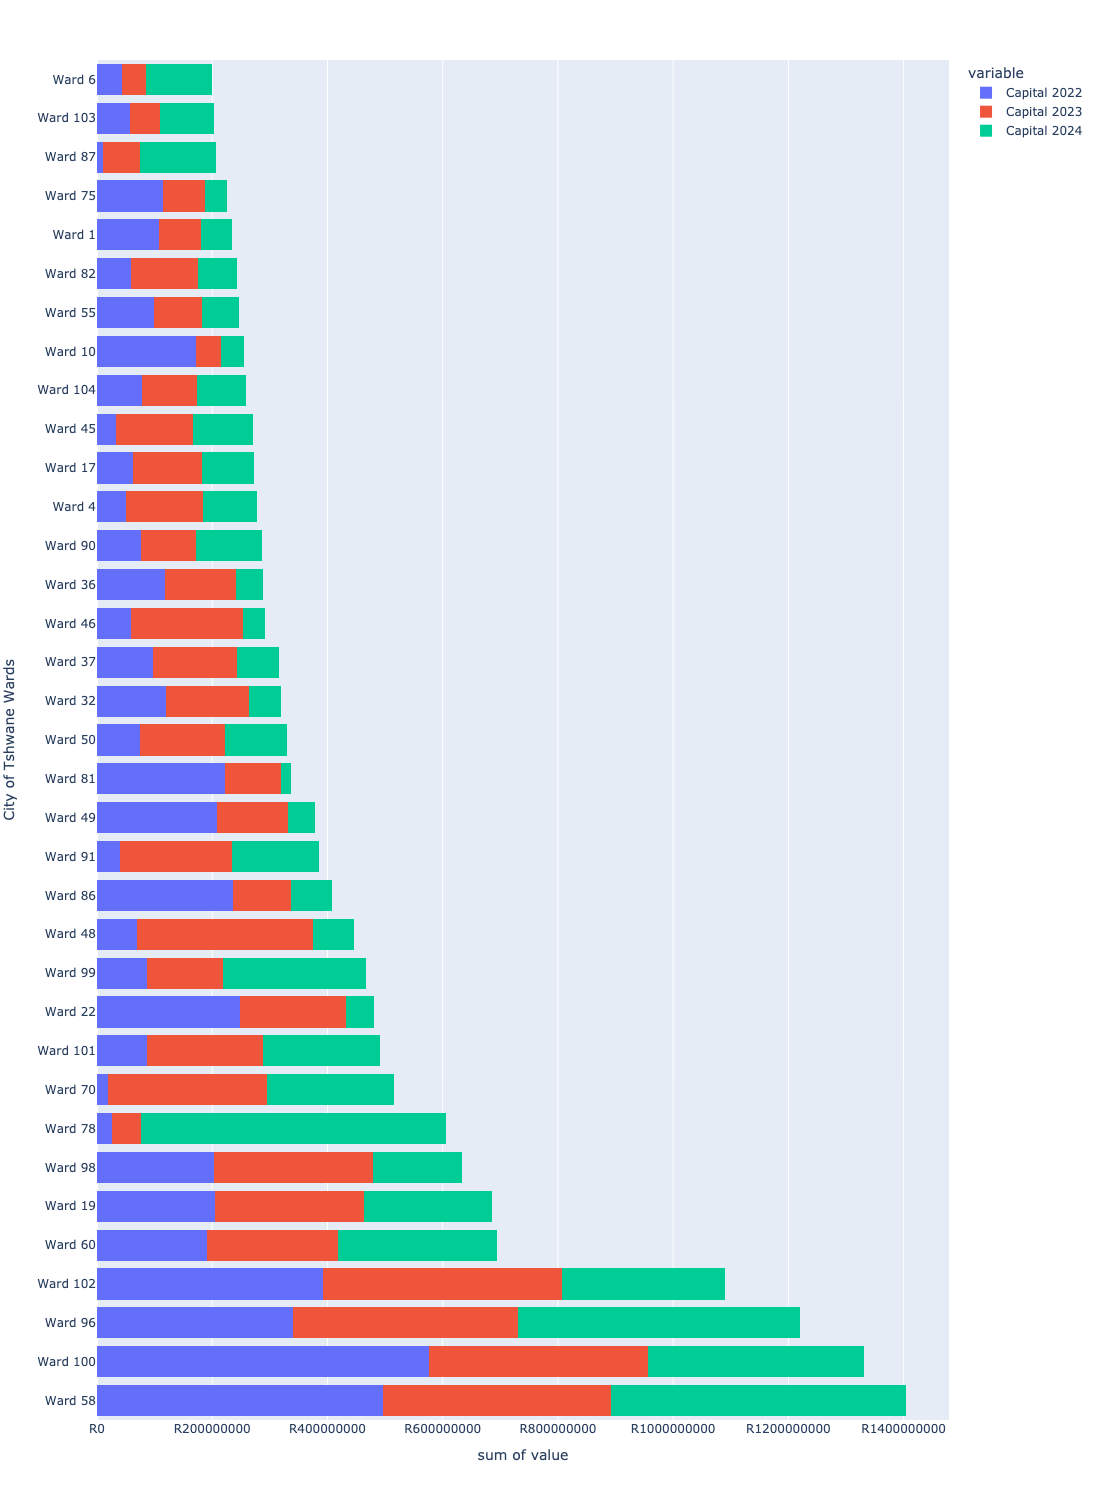 variable
Capital 2022
Capital 2023
Capital 2024
City of Tshwane Wards
Ward 6
Ward 103
Ward 87
Ward 75
Ward 1
Ward 82
Ward 55
Ward 10
Ward 104
Ward 45
Ward 17
Ward 4
Ward 90
Ward 36
Ward 46
Ward 37
Ward 32
Ward 50
Ward 81
Ward 49
Ward 91
Ward 86
Ward 48
Ward 99
Ward 22
Ward 101
Ward 70
Ward 78
Ward 98
Ward 19
Ward 60
Ward 102
Ward 96
Ward 100
Ward 58
R0 R200000000 R400000000 R600000000 R800000000 R1000000000 R1200000000 R1400000000
sum of value